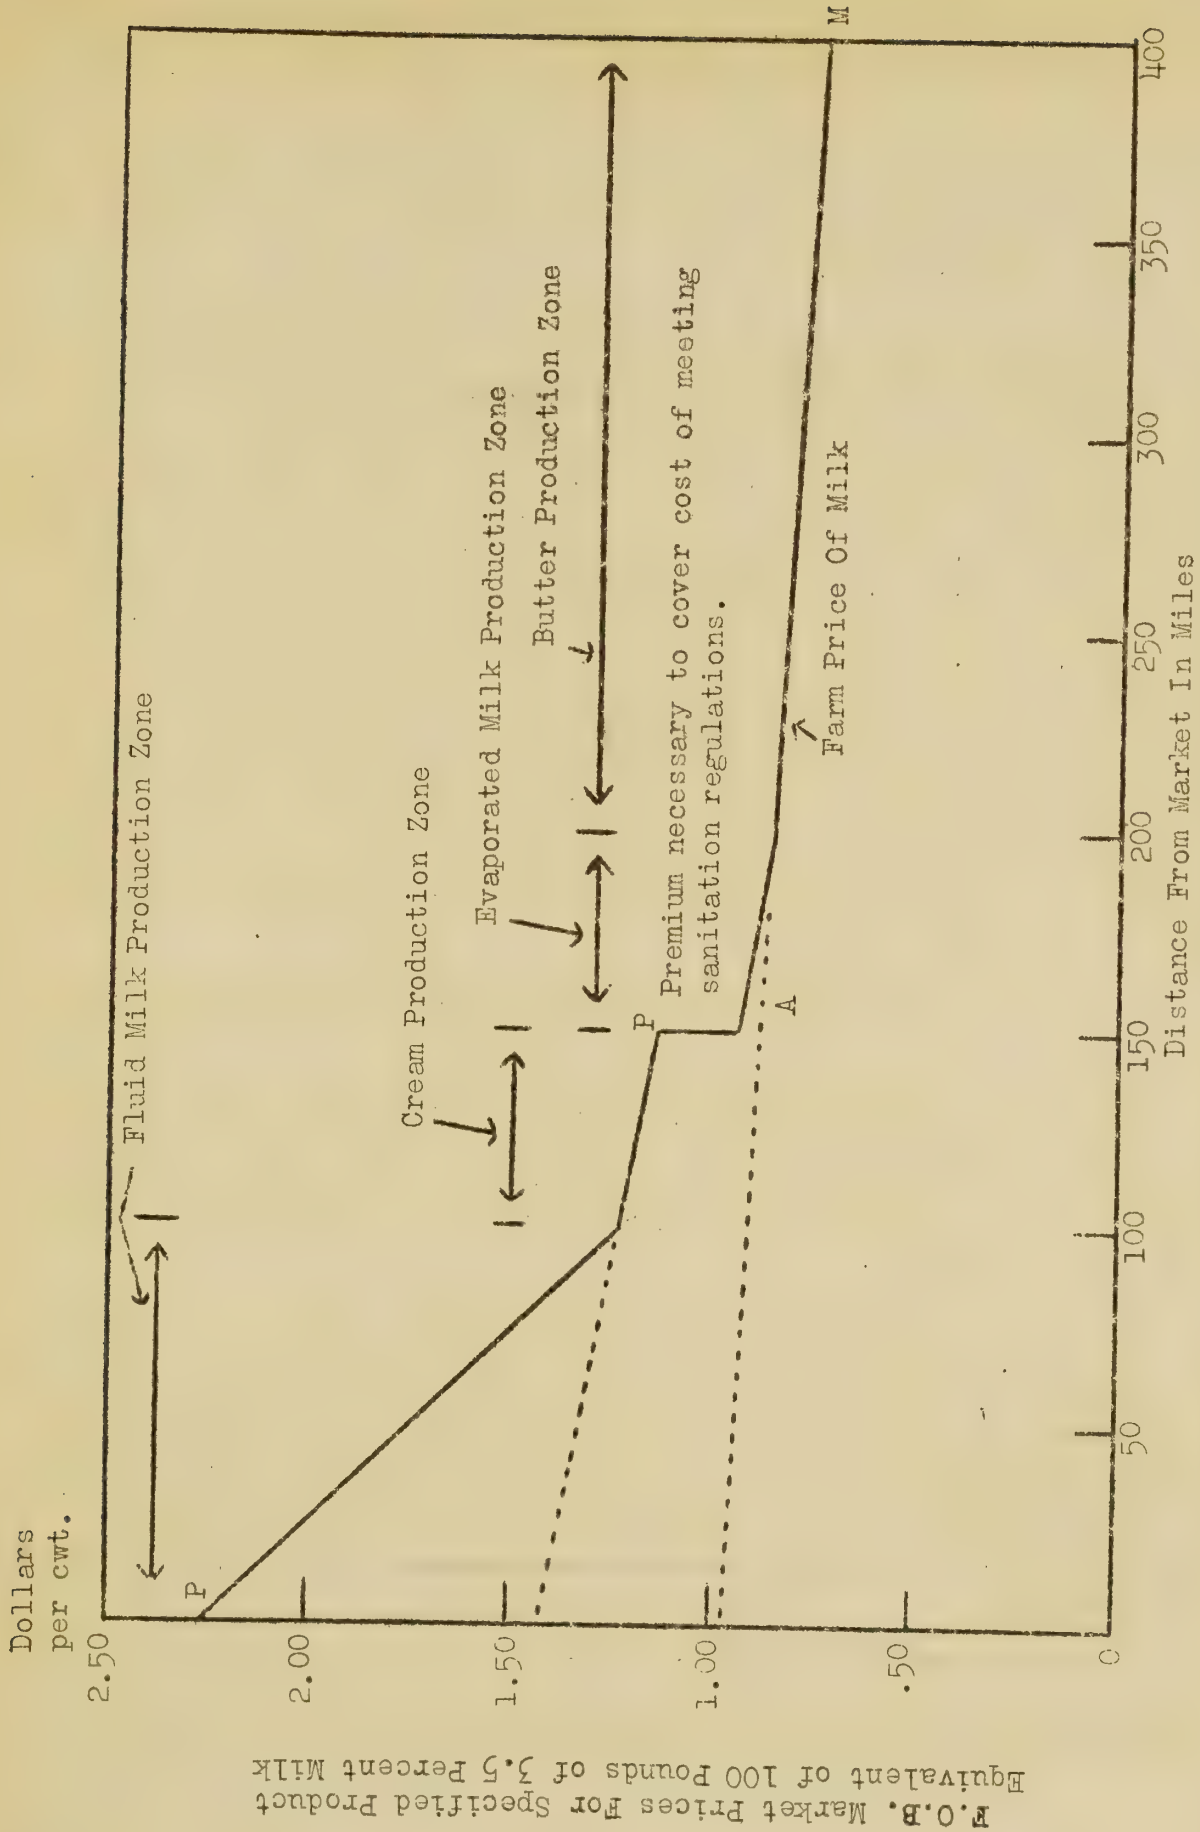 Dollars
per cwt.
2.50
2.00
1.50
1.00
.50
0
F.O.B. Market Prices For Specified Product
Equivalent of 100 Pounds of 3.5 Percent Milk
Fluid Milk Production Zone
Cream Production Zone
Evaporated Milk Production Zone
Butter Production Zone
P
P
Premium necessary to cover cost of meeting
sanitation regulations.
A
Farm Price Of Milk
M
50
100
150
200
250
300
350
400
Distance From Market In Miles